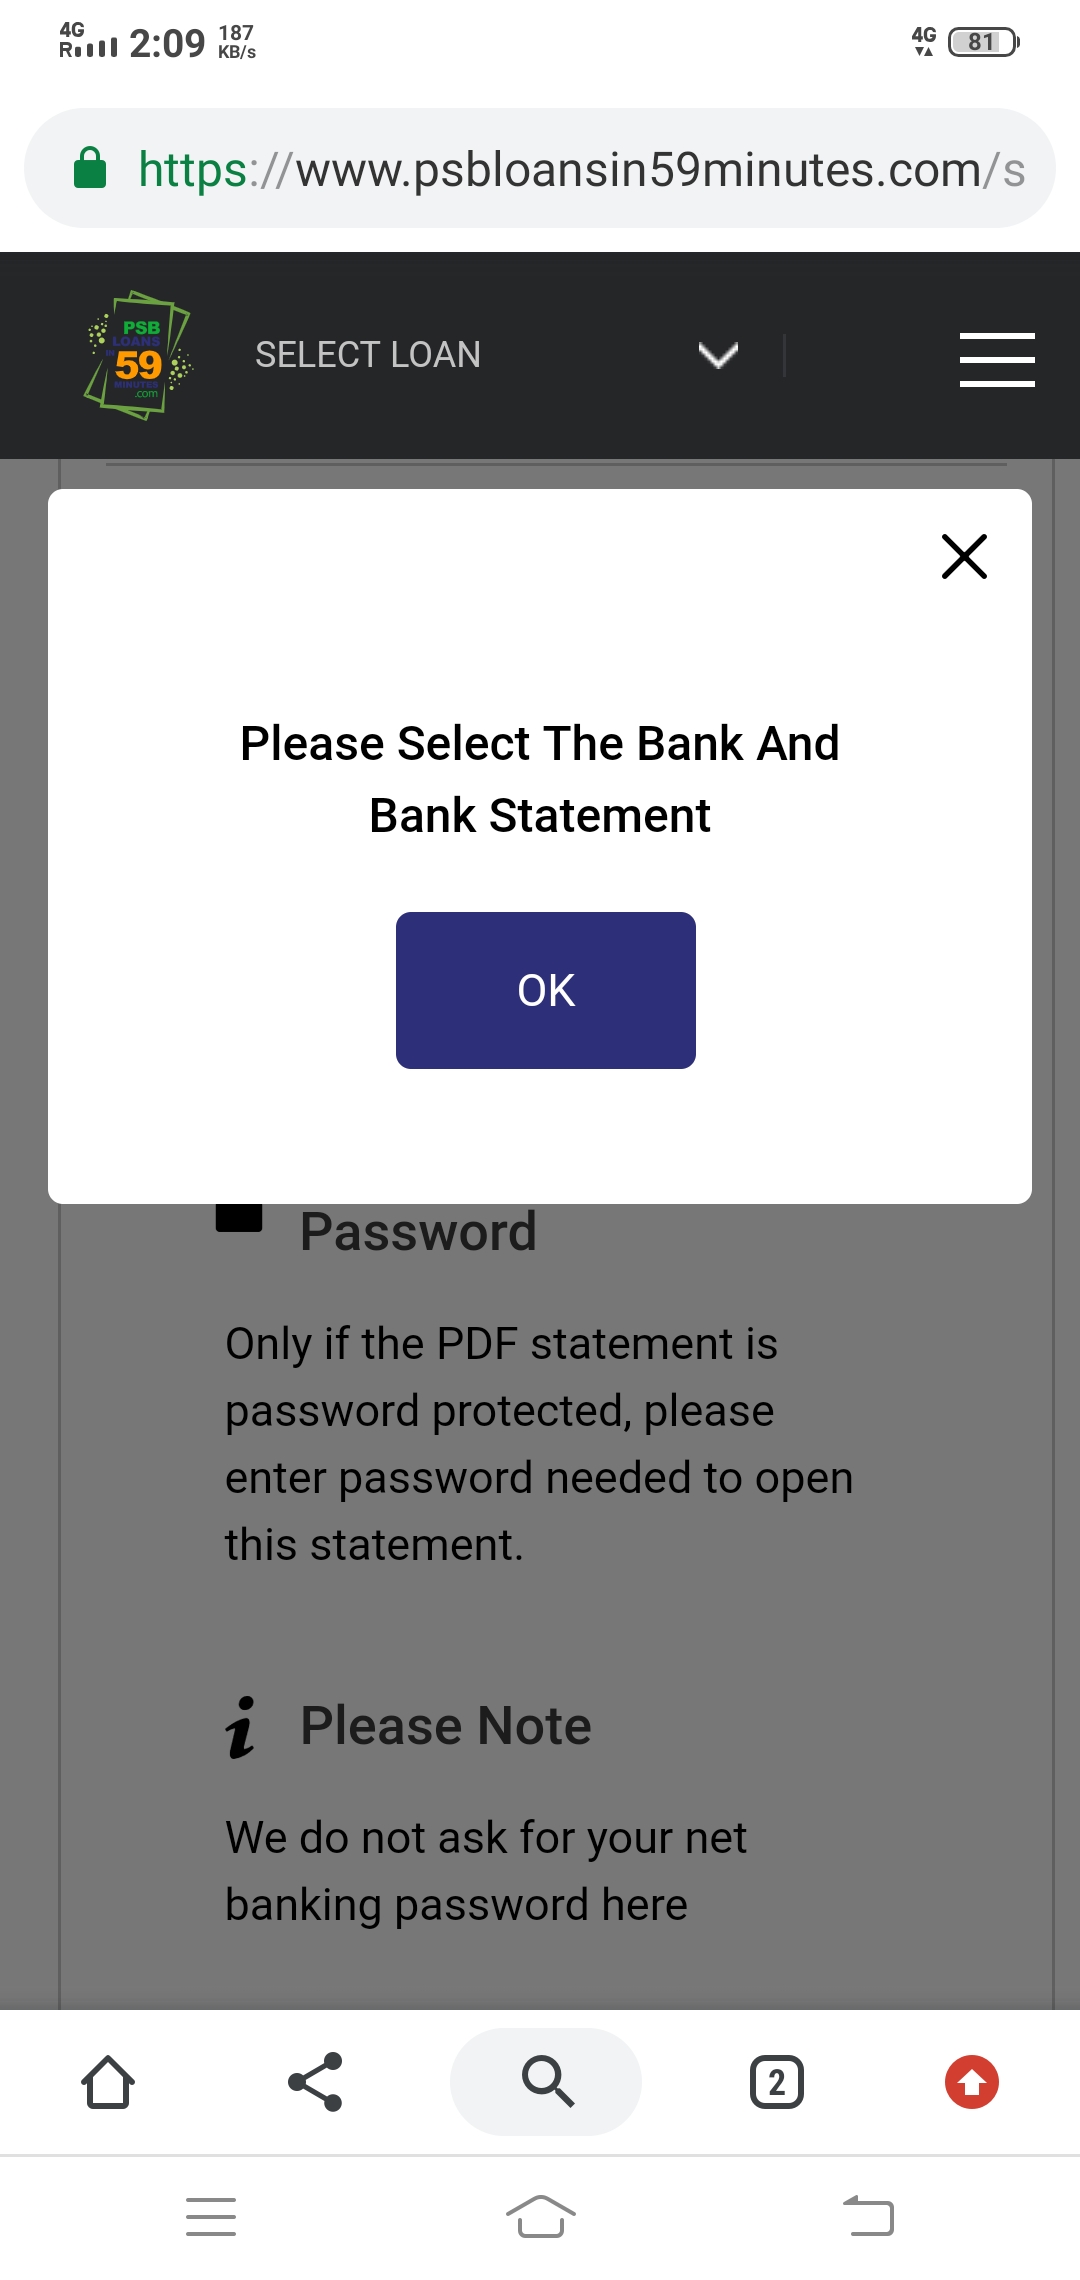 4G
R
2:09
187
KB/s
4G
81
https://www.psbloansin59minutes.com/s
PSB
LOANS
IN
59
MINUTES
.com
SELECT LOAN
Please Select The Bank And
Bank Statement
OK
Password
Only if the PDF statement is
password protected, please
enter password needed to open
this statement.
i Please Note
We do not ask for your net
banking password here
2